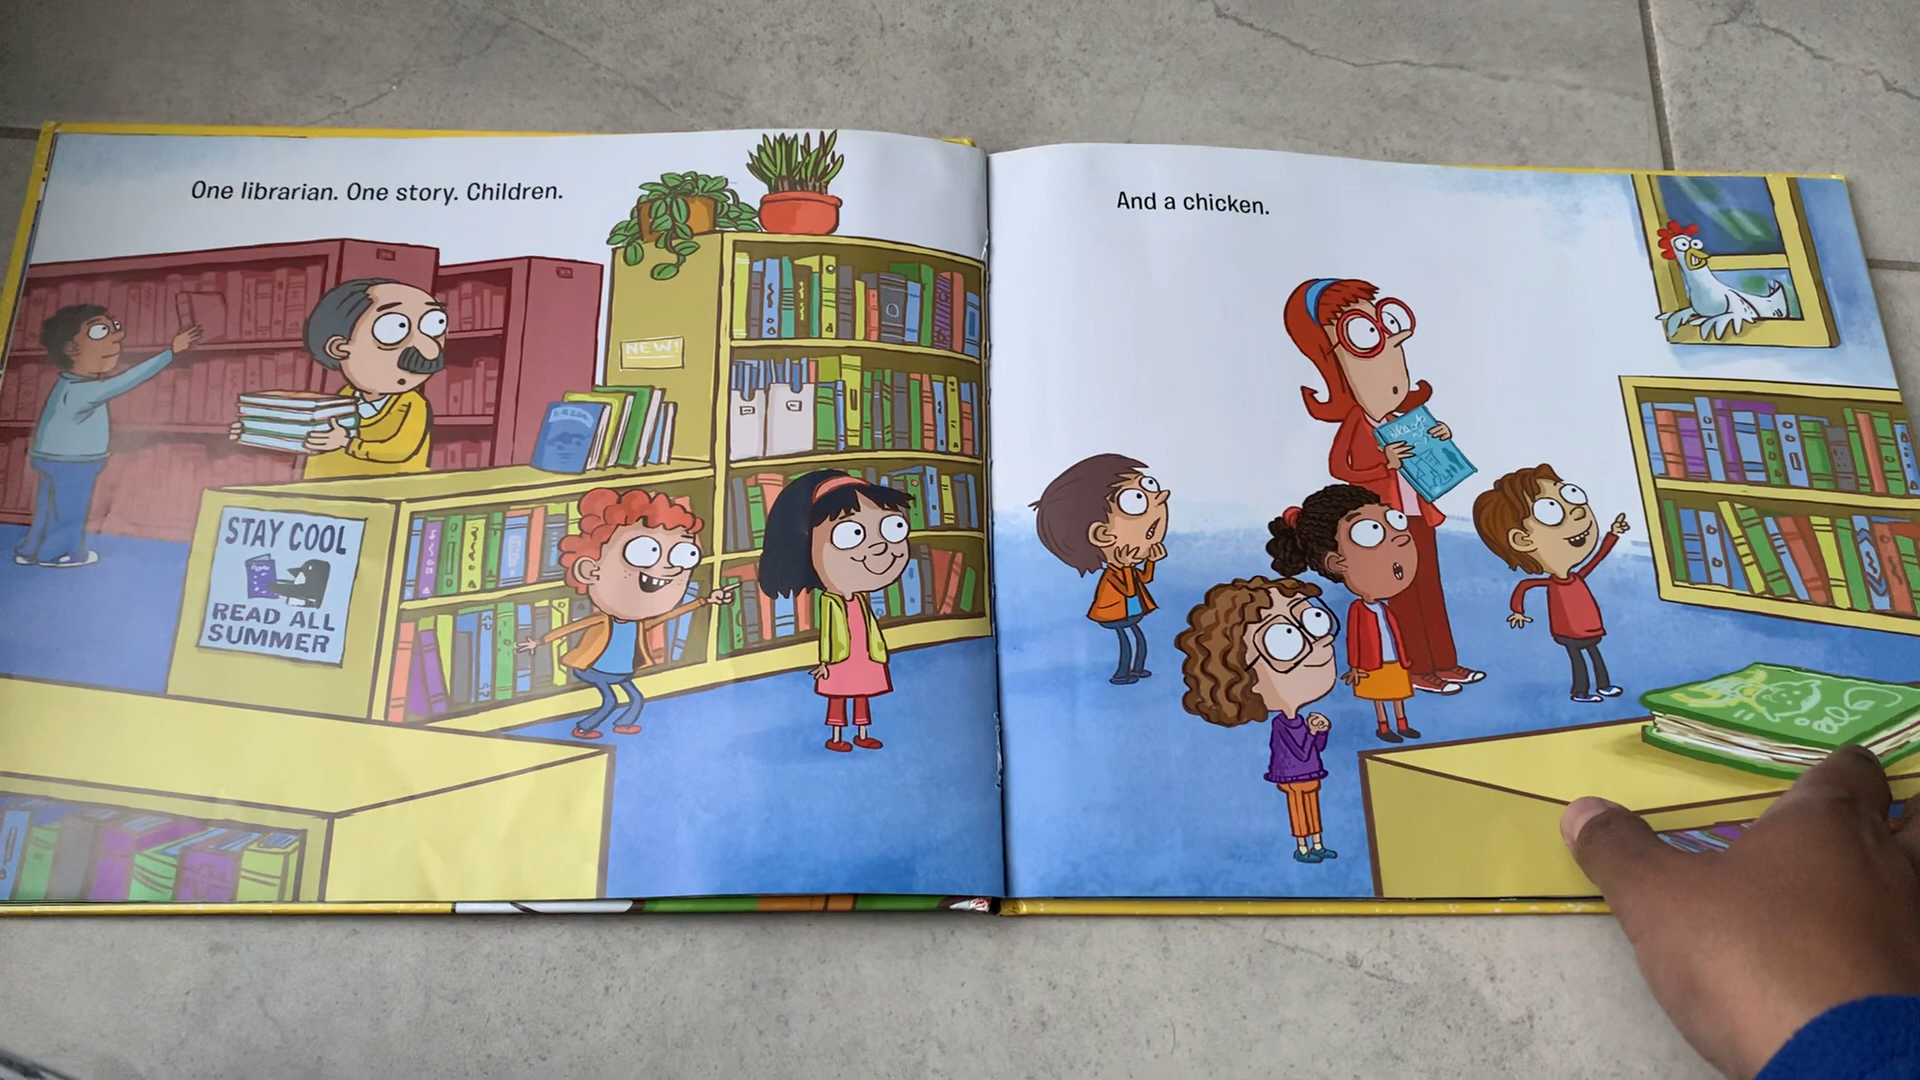 One librarian. One story. Children.
NEW!
STAY COOL
READ ALL
SUMMER
And a chicken.